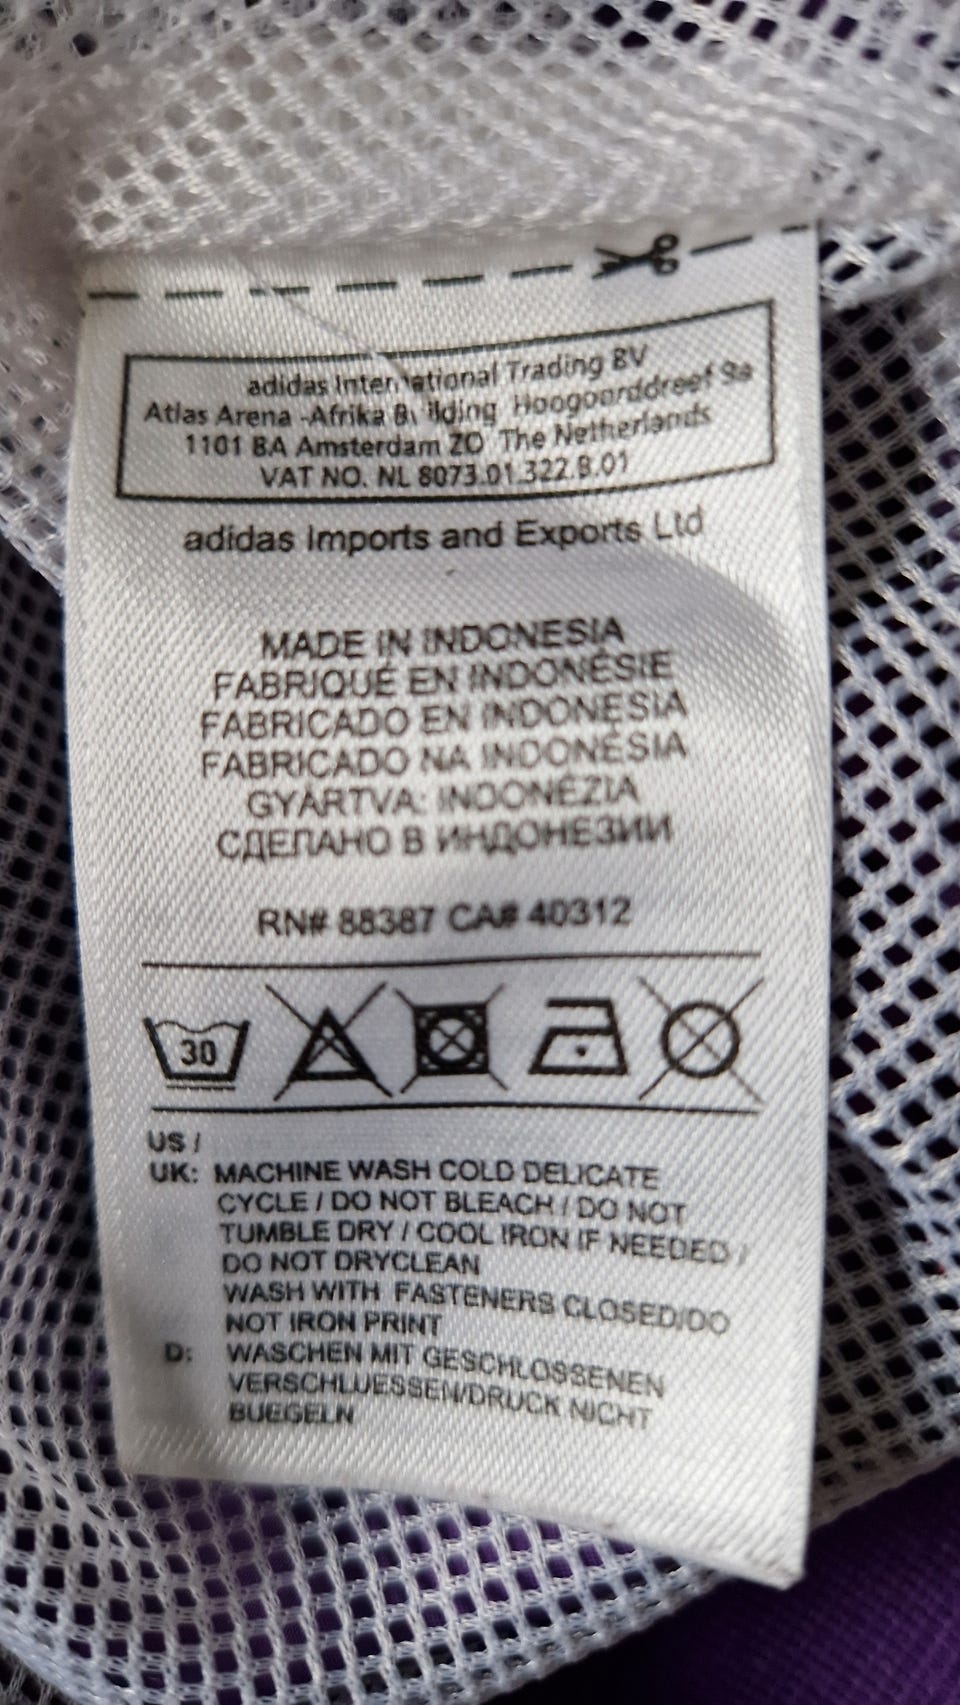 adidas International Trading BV
Atlas Arena -Afrika Building Hoogoorddreef 9a
1101 BA Amsterdam ZO The Netherlands
VAT NO. NL 8073.01.322.B.01
adidas Imports and Exports Ltd
MADE IN INDONESIA
FABRIQUÉ EN INDONÉSIE
FABRICADO EN INDONESIA
FABRICADO NA INDONÉSIA
GYÁRTVA: INDONÉZIA
СДЕЛАНО В ИНДОНЕЗИИ
RN# 88387 CA# 40312
30
US /
UK: MACHINE WASH COLD DELICATE
CYCLE / DO NOT BLEACH / DO NOT
TUMBLE DRY / COOL IRON IF NEEDED /
DO NOT DRYCLEAN
WASH WITH FASTENERS CLOSED/DO
NOT IRON PRINT
D: WASCHEN MIT GESCHLOSSENEN
VERSCHLUESSEN/DRUCK NICHT
BUEGELN